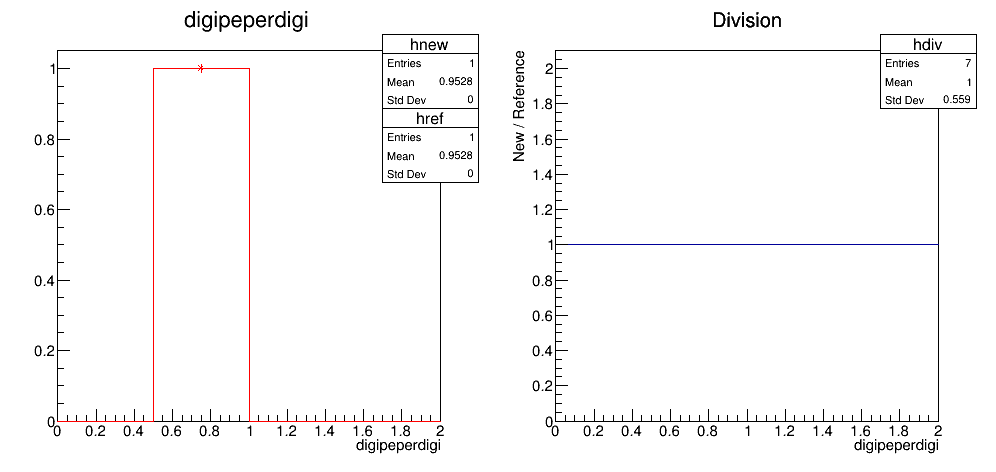 digipeperdigi
hnew
Entries 1
Mean 0.9528
Std Dev 0
href
Entries 1
Mean 0.9528
Std Dev 0
1
0.8
0.6
0.4
0.2
0
0 0.2 0.4 0.6 0.8 1 1.2 1.4 1.6 1.8 2
digipeperdigi
Division
hdiv
Entries 7
Mean 1
Std Dev 0.559
New / Reference
2
1.8
1.6
1.4
1.2
1
0.8
0.6
0.4
0.2
0
0 0.2 0.4 0.6 0.8 1 1.2 1.4 1.6 1.8 2
digipeperdigi